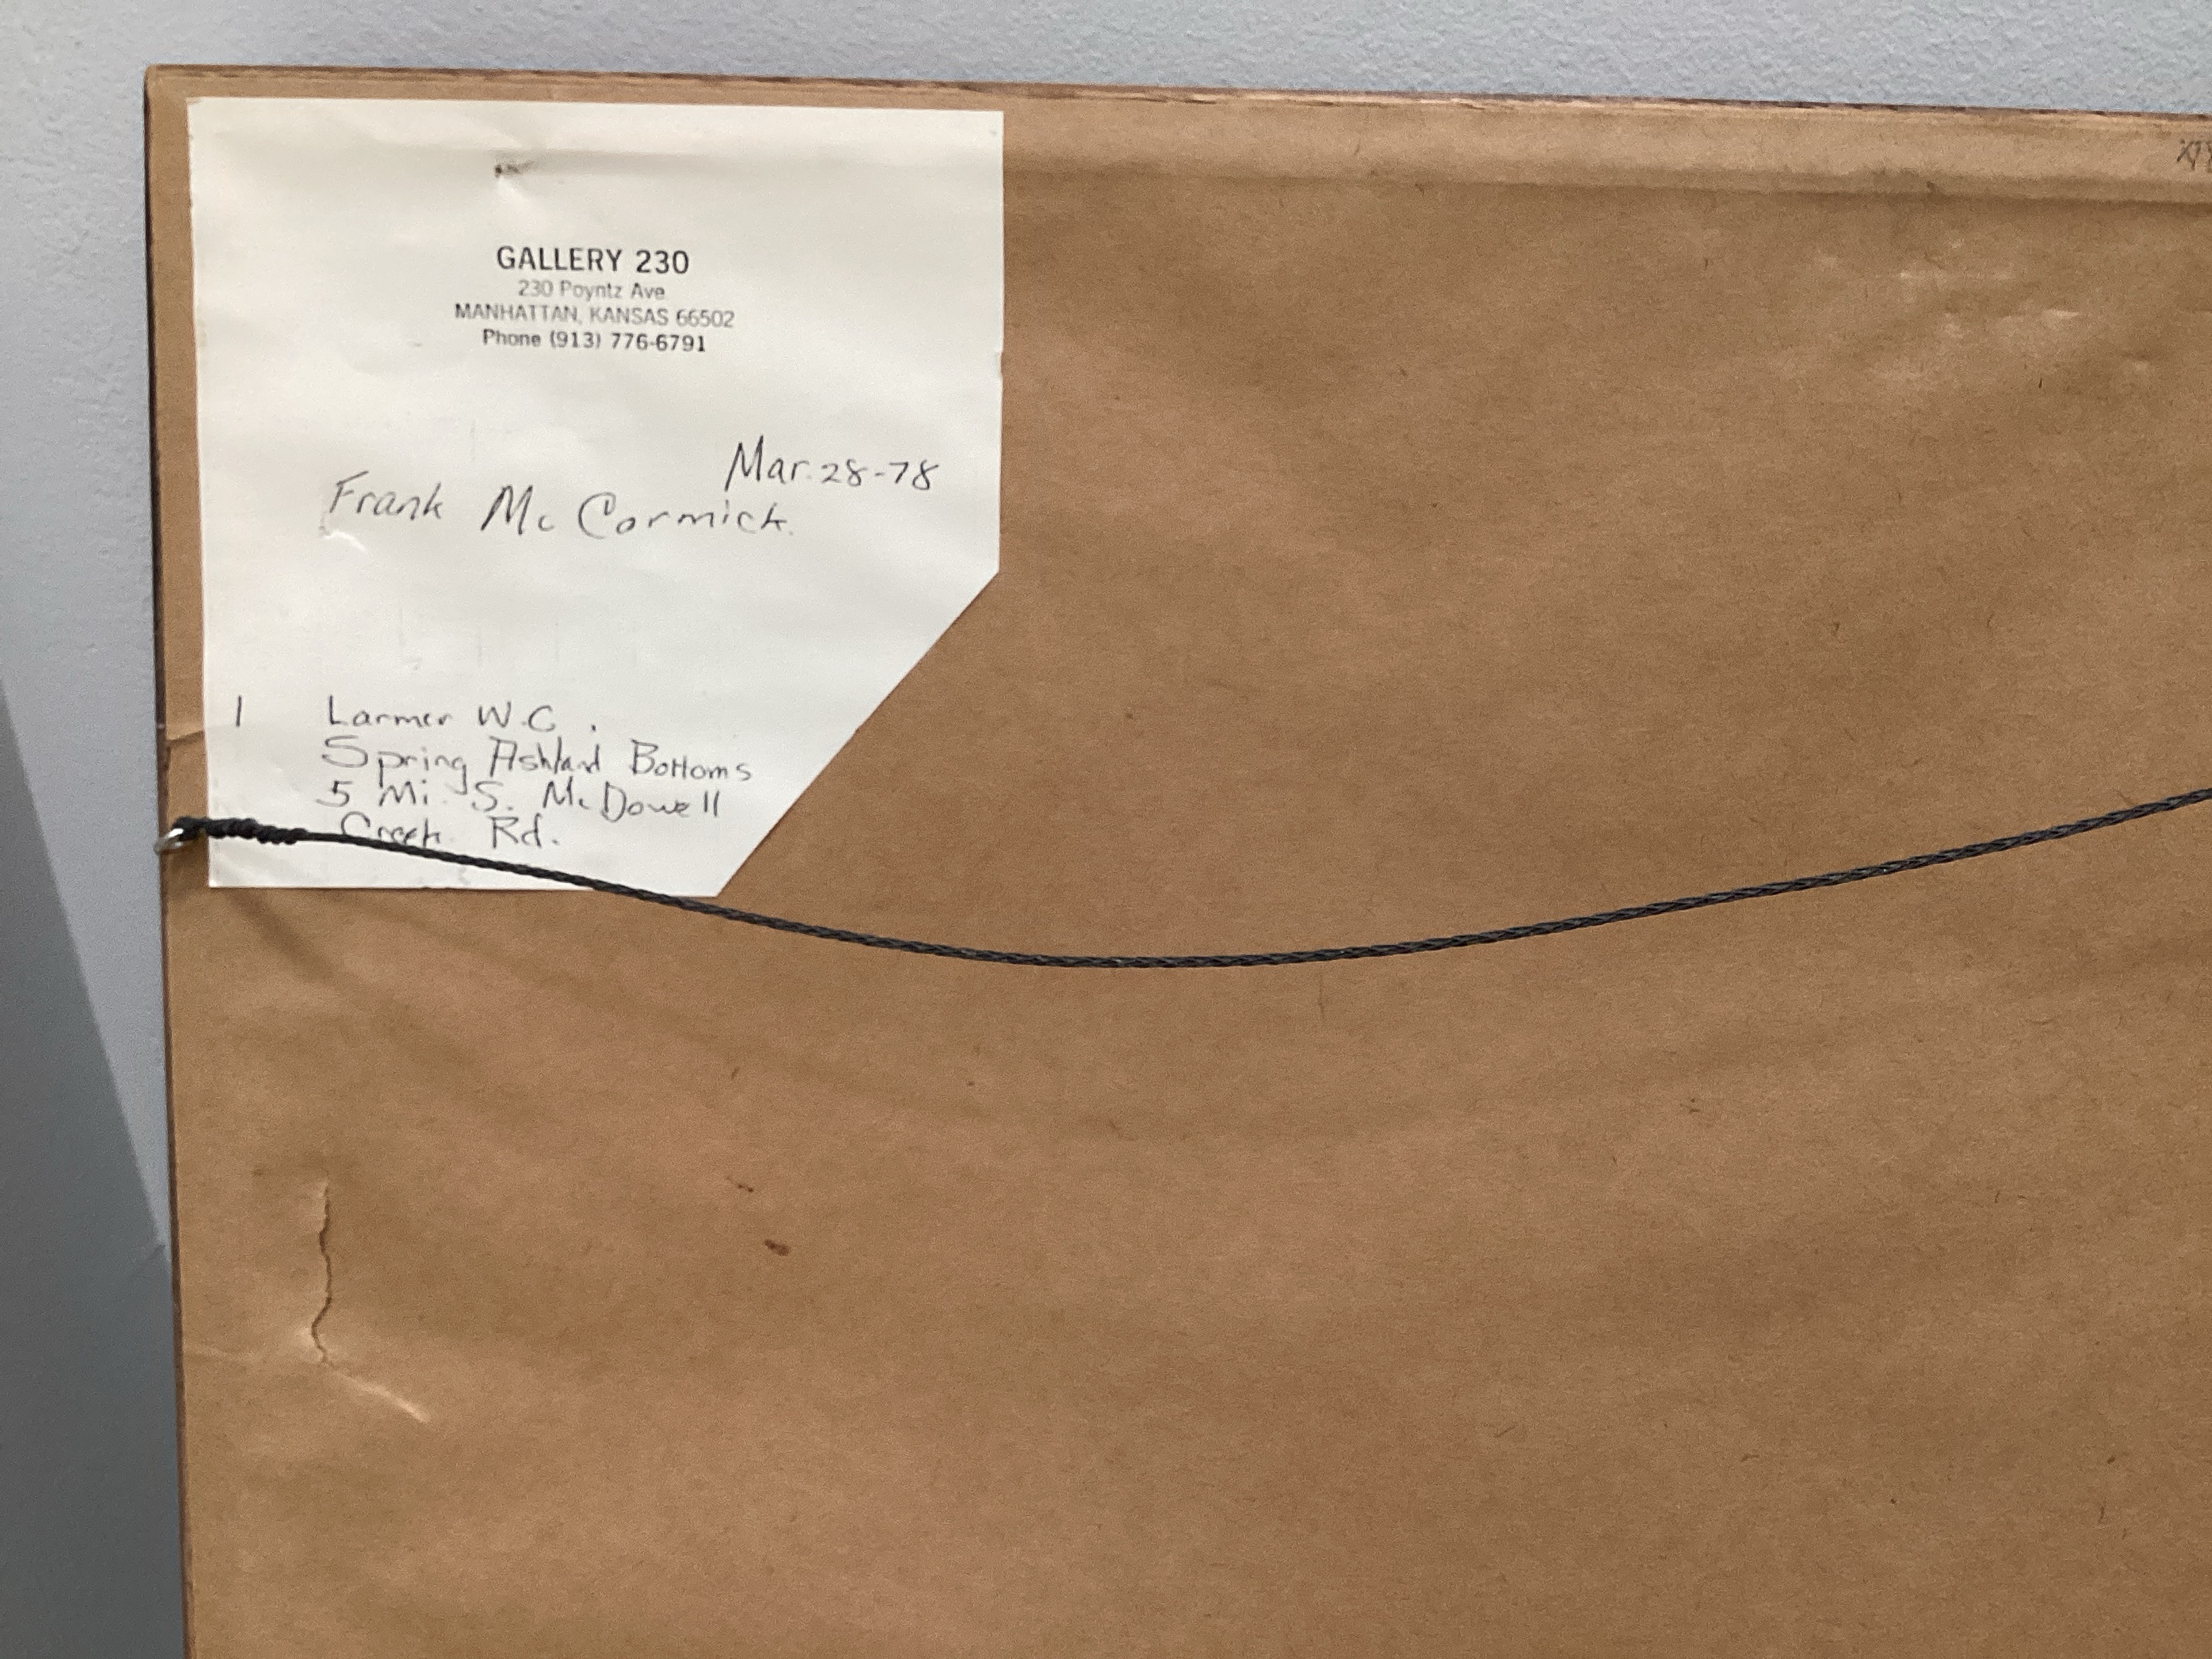 GALLERY 230
230 Poyntz Ave
MANHATTAN, KANSAS 66502
Phone (913) 776-6791
Mar. 28-78
Frank McCormick.
1 Larmer W.C.
Spring Ashland Bottoms
5 Mi. S. McDowell
Creek Rd.